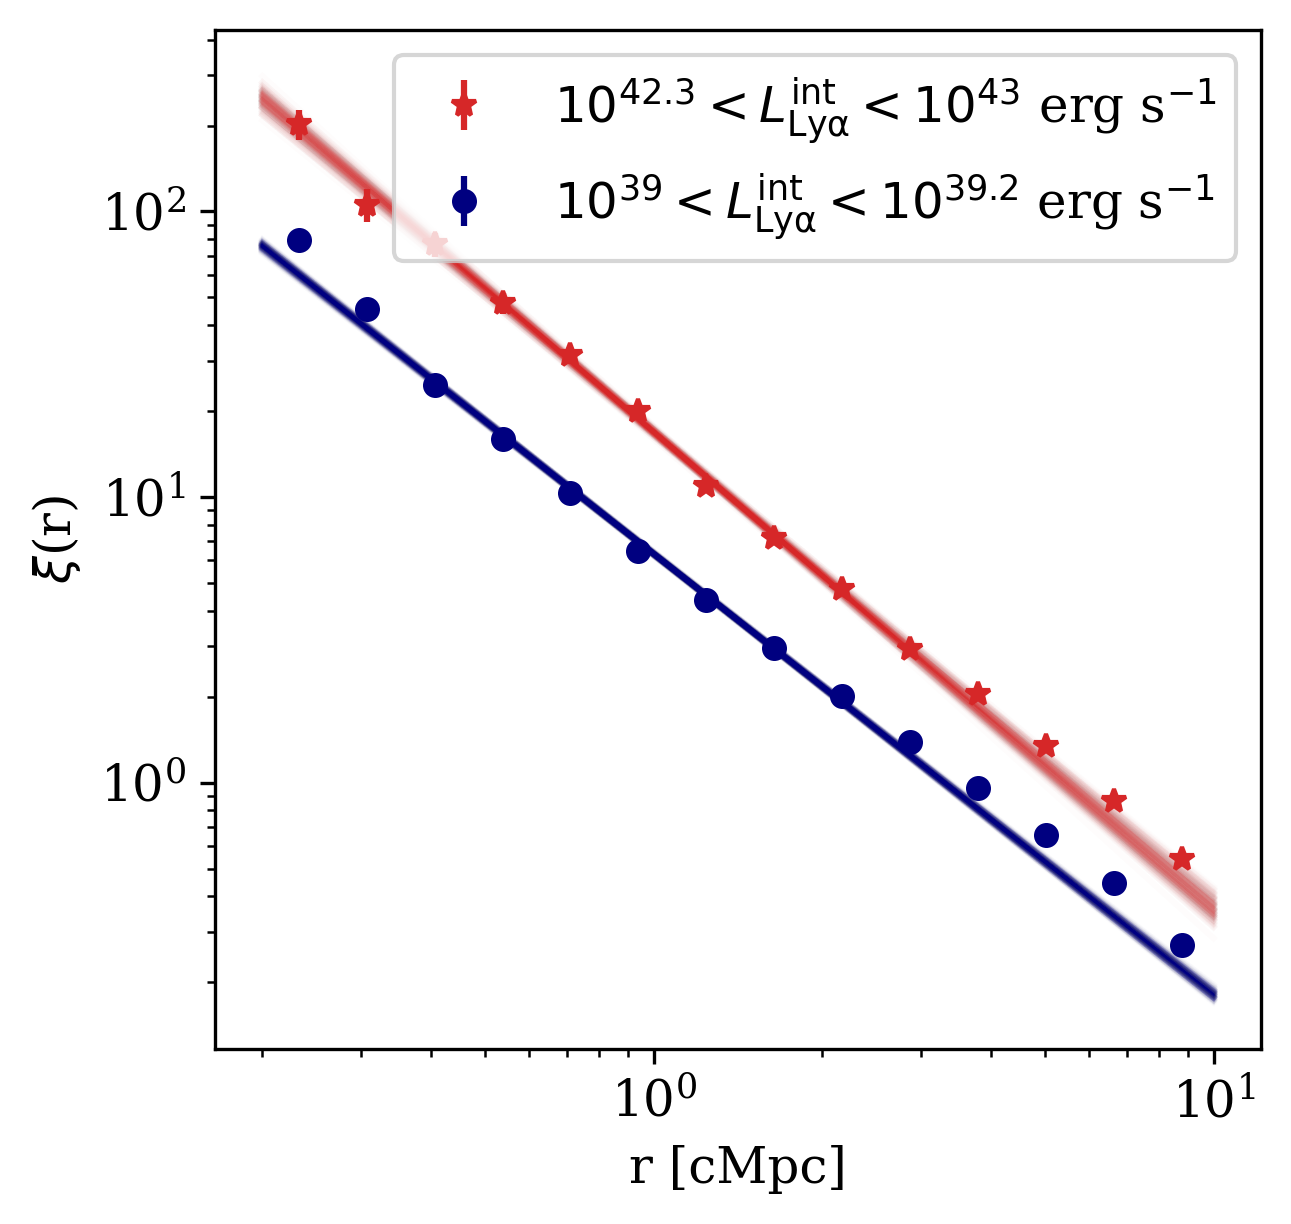 10^42.3 < L^int_Lyα < 10^43 erg s^−1
10^39 < L^int_Lyα < 10^39.2 erg s^−1
10^2
10^1
10^0
ξ(r)
10^0 10^1
r [cMpc]